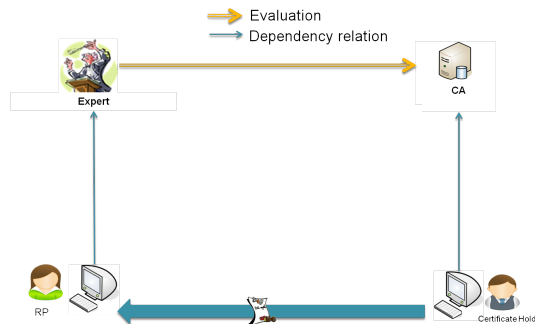 Evaluation
Dependency relation
Expert
CA
RP
Certificate Hold